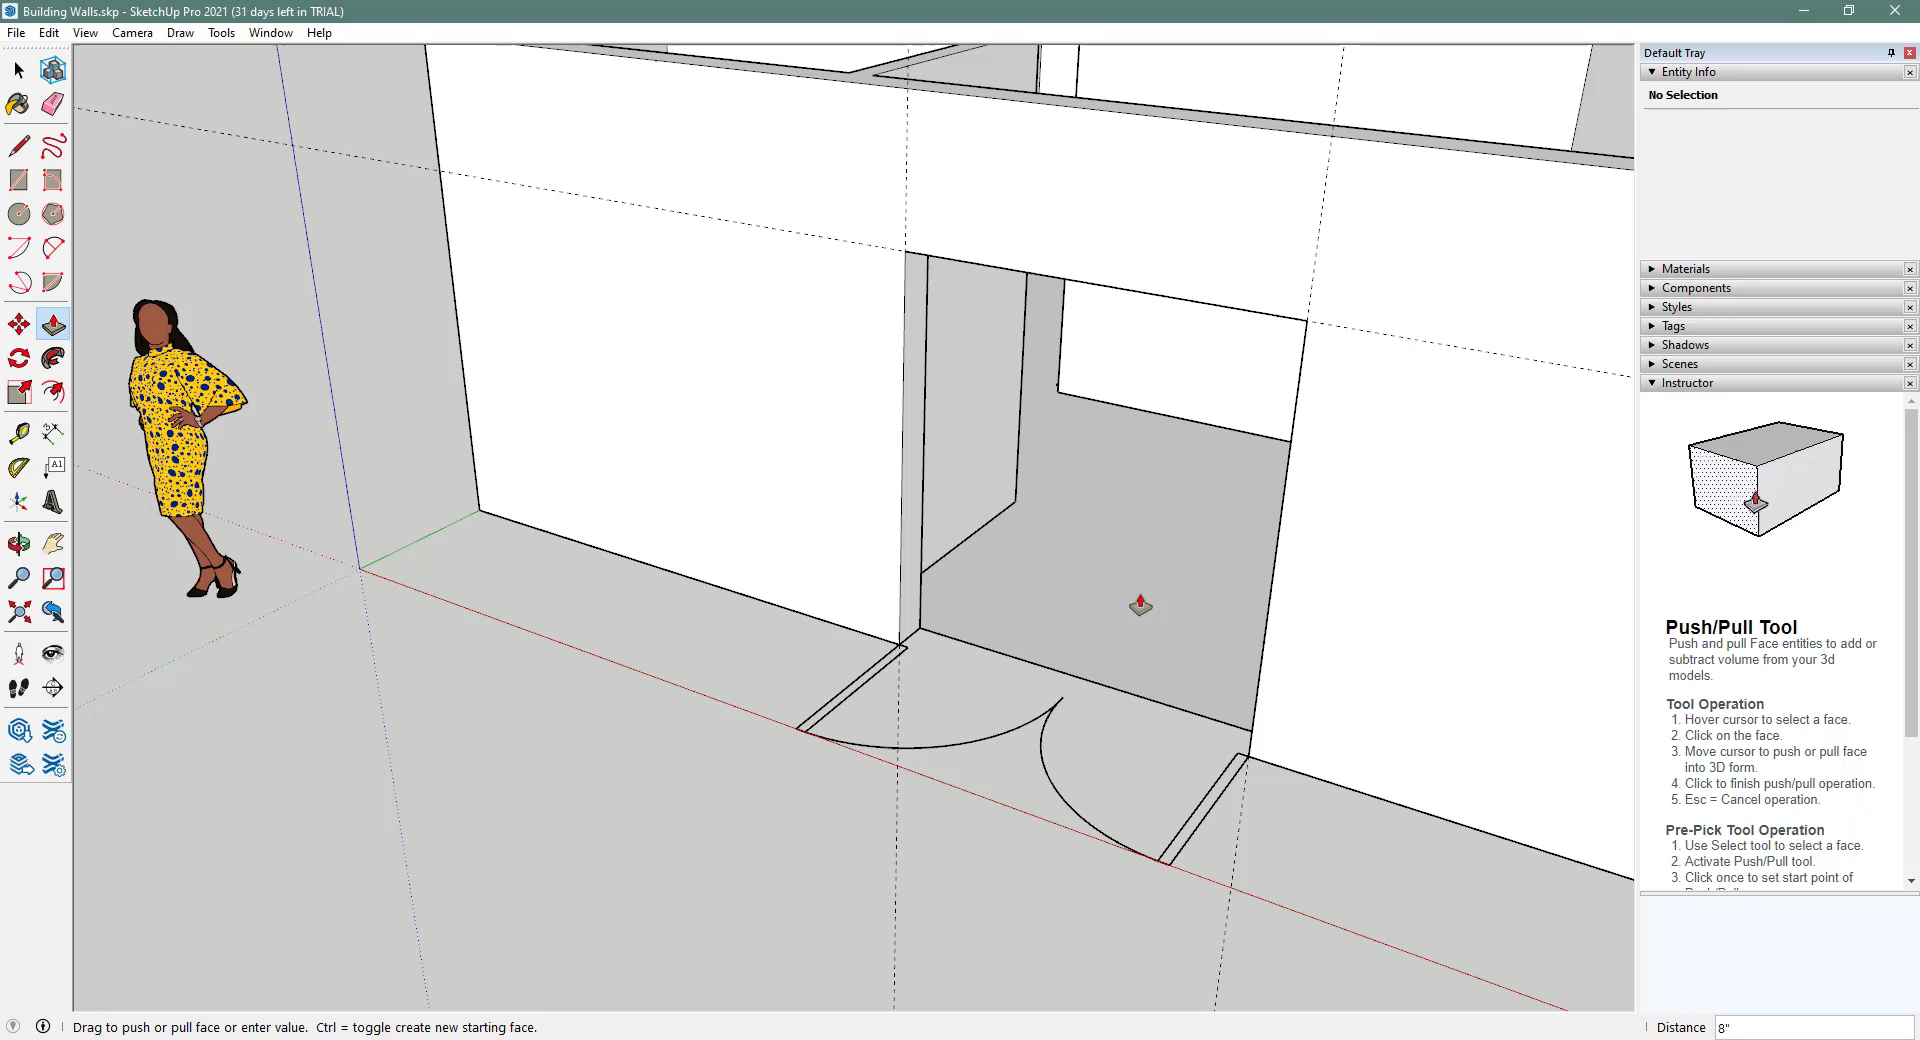 Building Walls.skp - SketchUp Pro 2021 (31 days left in TRIAL)
File Edit View Camera Draw Tools Window Help
Default Tray
Entity Info
No Selection
A1
Materials
Components
Styles
Tags
Shadows
Scenes
Instructor
Push/Pull Tool
Push and pull Face entities to add or
subtract volume from your 3d
models.
Tool Operation
1. Hover cursor to select a face.
2. Click on the face.
3. Move cursor to push or pull face
into 3D form.
4. Click to finish push/pull operation.
5. Esc = Cancel operation.
Pre-Pick Tool Operation
1. Use Select tool to select a face.
2. Activate Push/Pull tool.
3. Click once to set start point of
Drag to push or pull face or enter value. Ctrl = toggle create new starting face.
Distance 8"